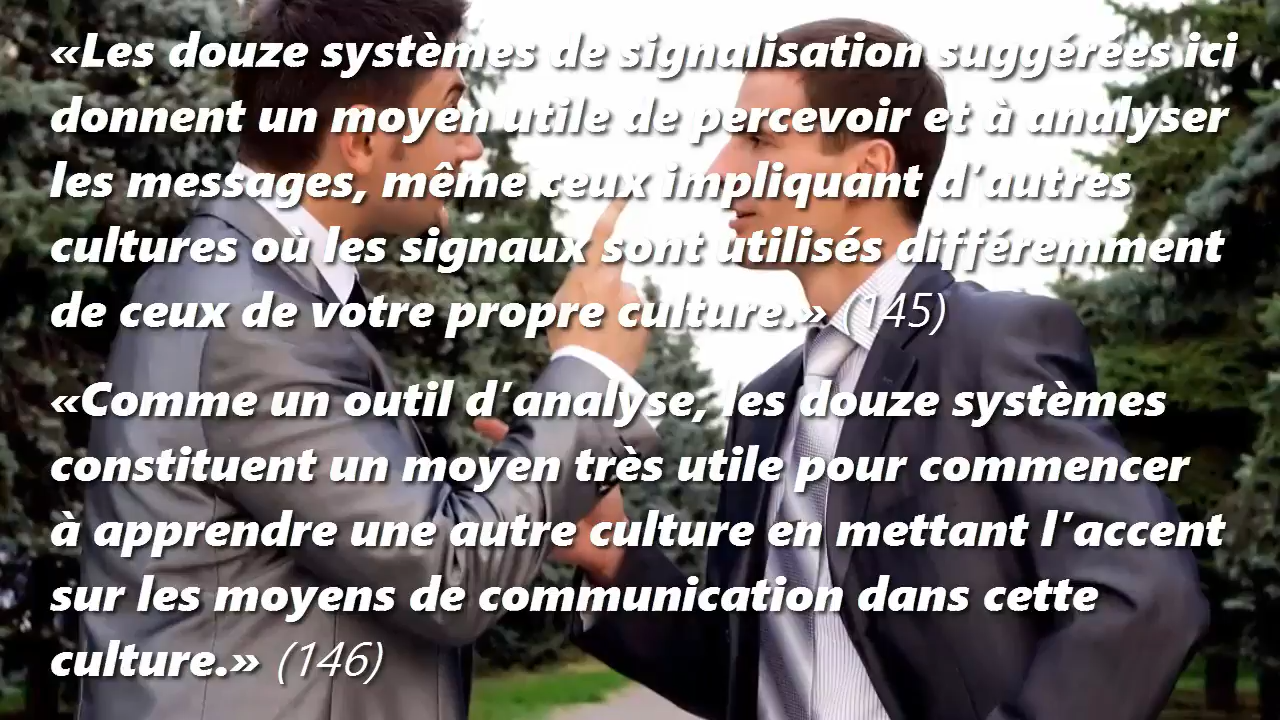 «Les douze systèmes de signalisation suggérées ici
donnent un moyen utile de percevoir et à analyser
les messages, même ceux impliquant d'autres
cultures où les signaux sont utilisés différemment
de ceux de votre propre culture.» (145)
«Comme un outil d'analyse, les douze systèmes
constituent un moyen très utile pour commencer
à apprendre une autre culture en mettant l'accent
sur les moyens de communication dans cette
culture.» (146)